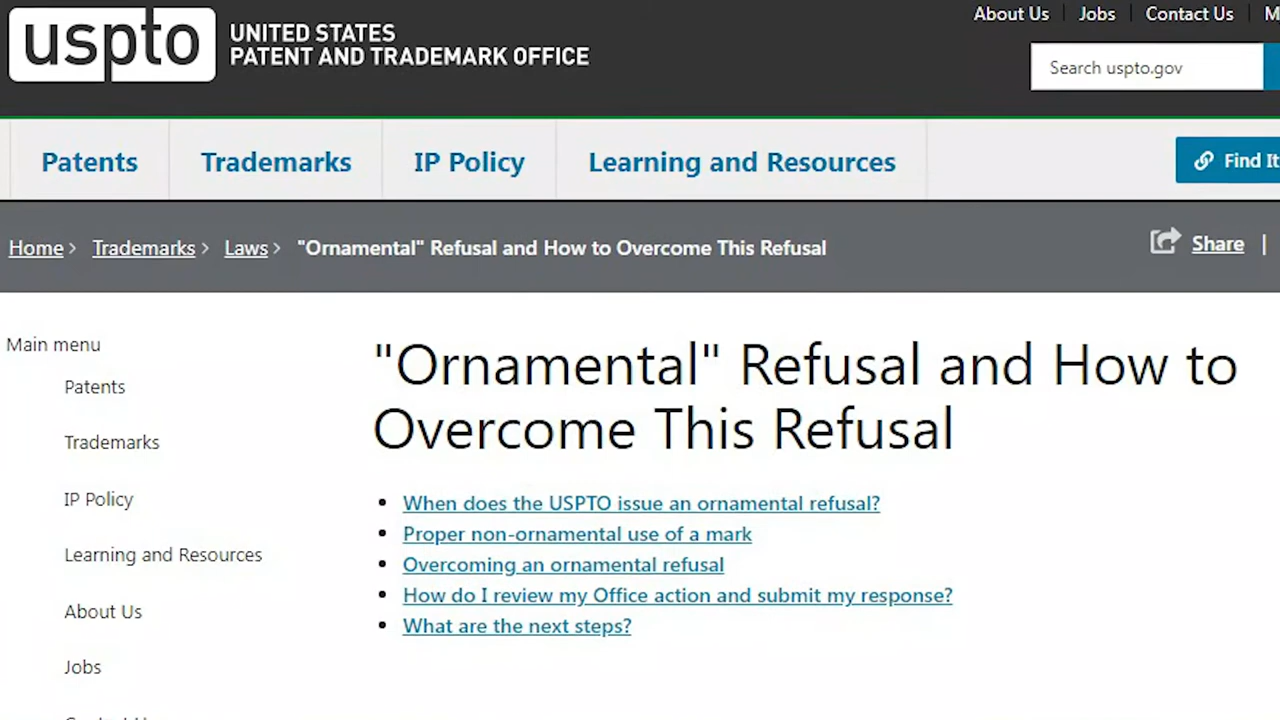 uspto UNITED STATES
PATENT AND TRADEMARK OFFICE
About Us
Jobs
Contact Us
Search uspto.gov
Patents
Trademarks
IP Policy
Learning and Resources
Find It
Home > Trademarks > Laws > "Ornamental" Refusal and How to Overcome This Refusal
Share |
Main menu
Patents
Trademarks
IP Policy
Learning and Resources
About Us
Jobs
"Ornamental" Refusal and How to
Overcome This Refusal
• When does the USPTO issue an ornamental refusal?
• Proper non-ornamental use of a mark
• Overcoming an ornamental refusal
• How do I review my Office action and submit my response?
• What are the next steps?